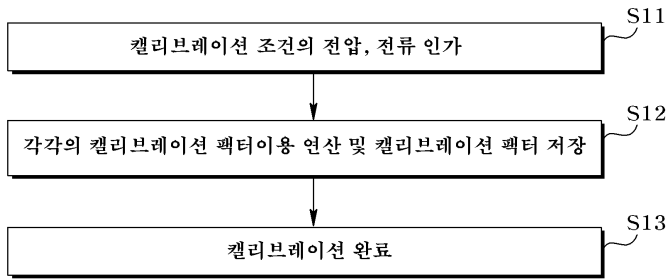 S11
캘리브레이션 조건의 전압, 전류 인가
S12
각각의 캘리브레이션 팩터이용 연산 및 캘리브레이션 팩터 저장
S13
캘리브레이션 완료